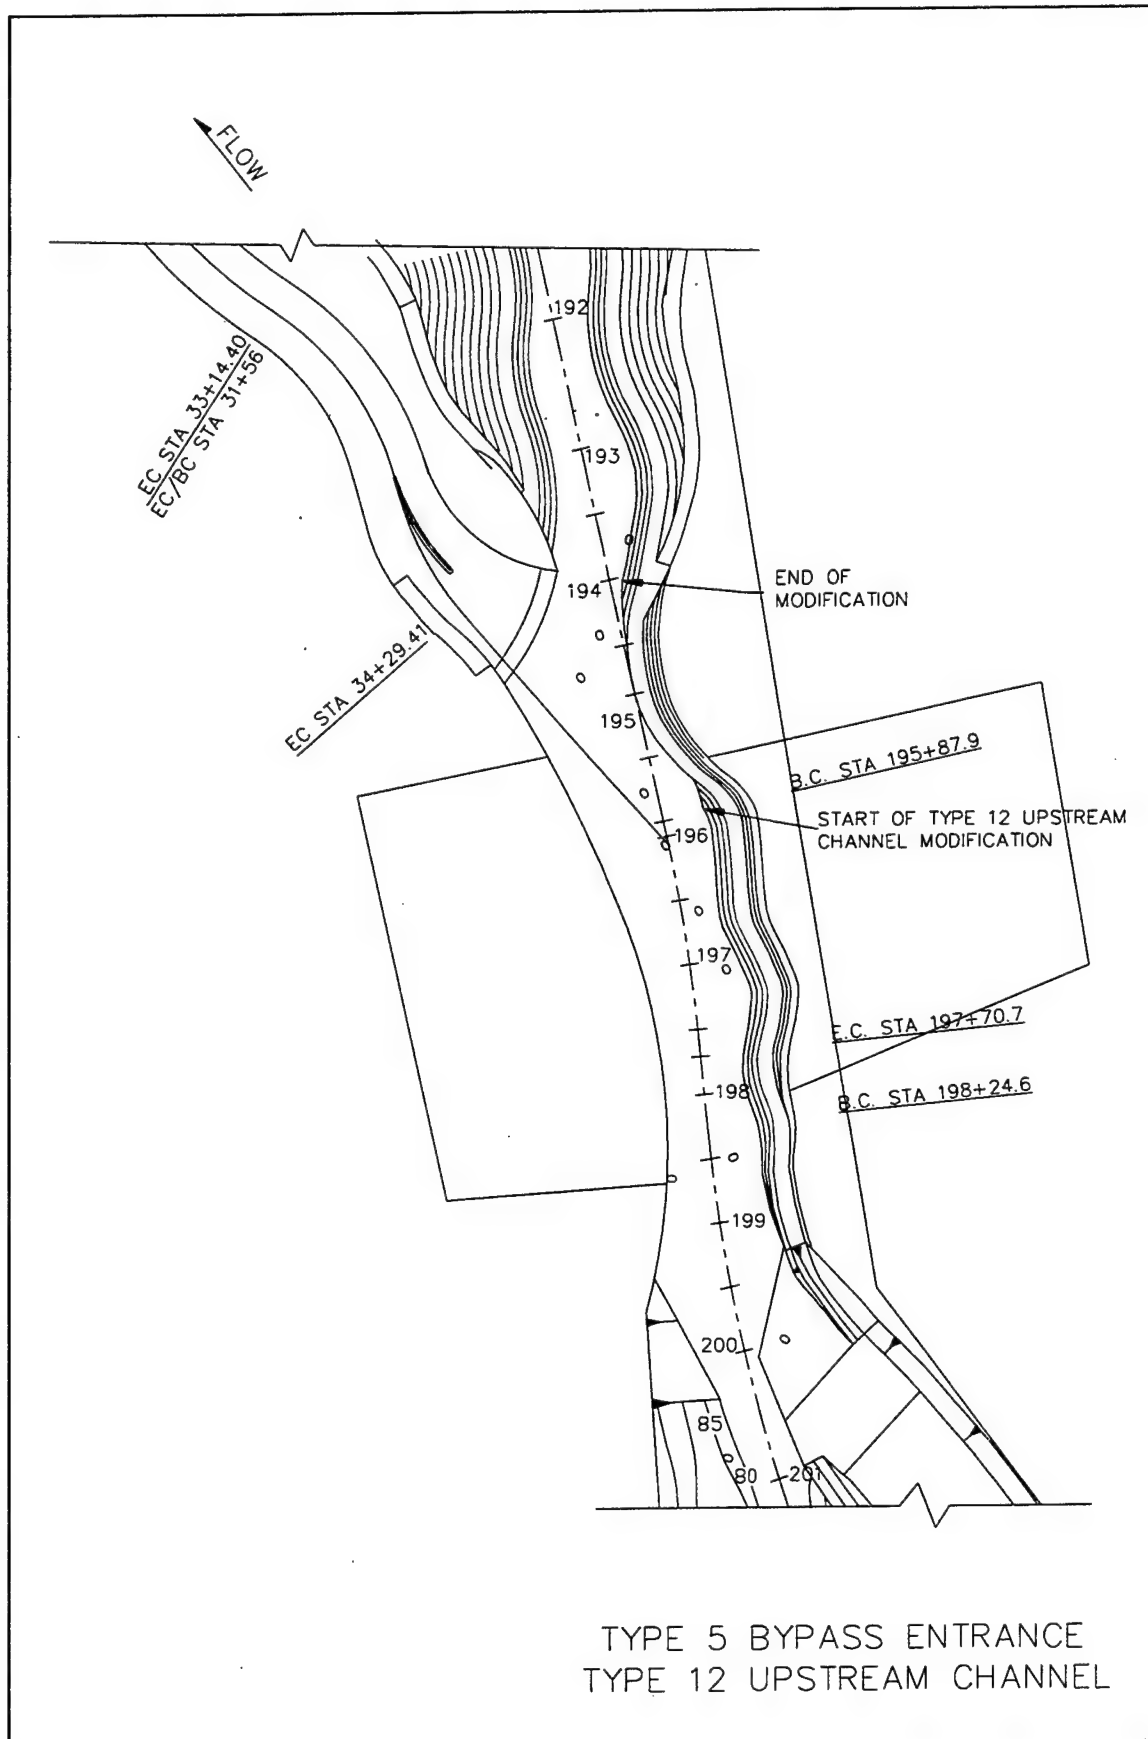 FLOW
192
EC STA 33+14.40
EC/BC STA 31+56
193
END OF
MODIFICATION
194
EC STA 34+29.41
195
B.C. STA 195+87.9
START OF TYPE 12 UPSTREAM
CHANNEL MODIFICATION
196
197
E.C. STA 197+70.7
198
B.C. STA 198+24.6
199
200
85
80
201
TYPE 5 BYPASS ENTRANCE
TYPE 12 UPSTREAM CHANNEL